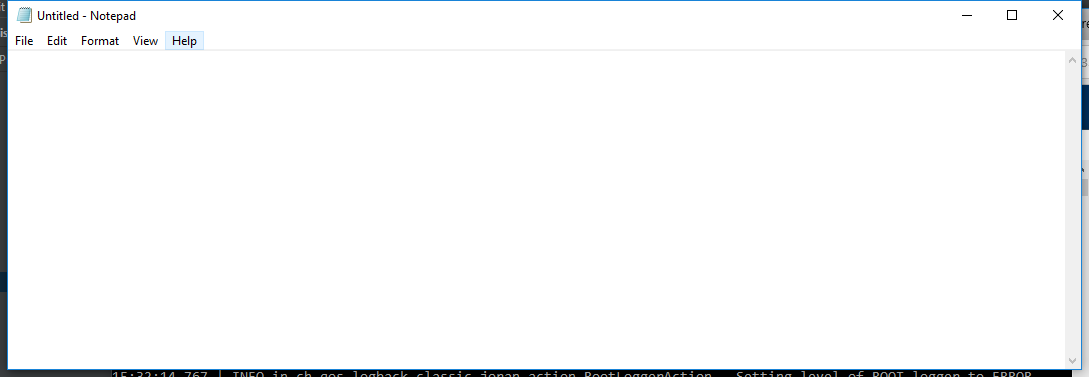 Untitled - Notepad
File Edit Format View Help
15:32:14,767 | INFO in ch.qos.logback.classic.joran.action.RootLoggerAction - Setting level of ROOT logger to ERROR